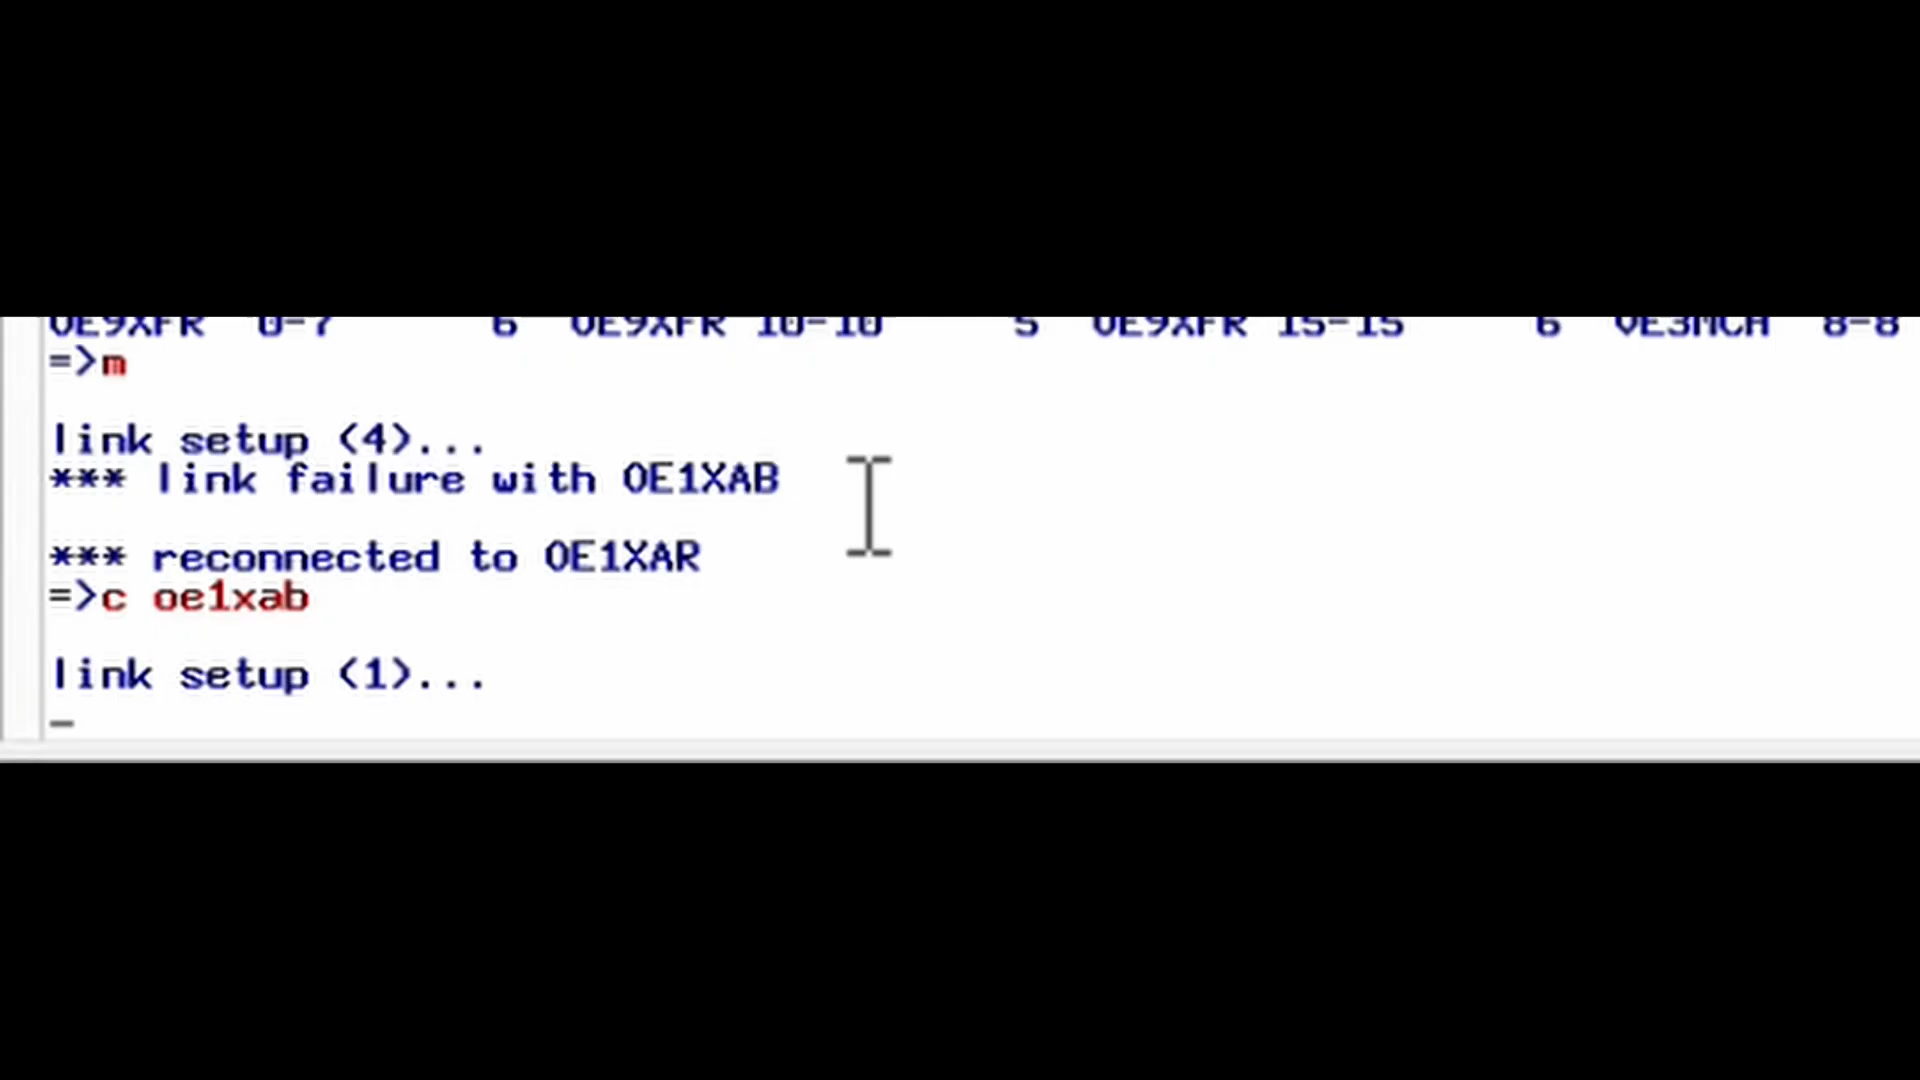 OE9XFR 0-7 6 OE9XFR 10-10 5 OE9XFR 15-15 6 VE3MCH 8-8
=>m
link setup (4)...
*** link failure with OE1XAB
*** reconnected to OE1XAR
=>c oe1xab
link setup (1)...